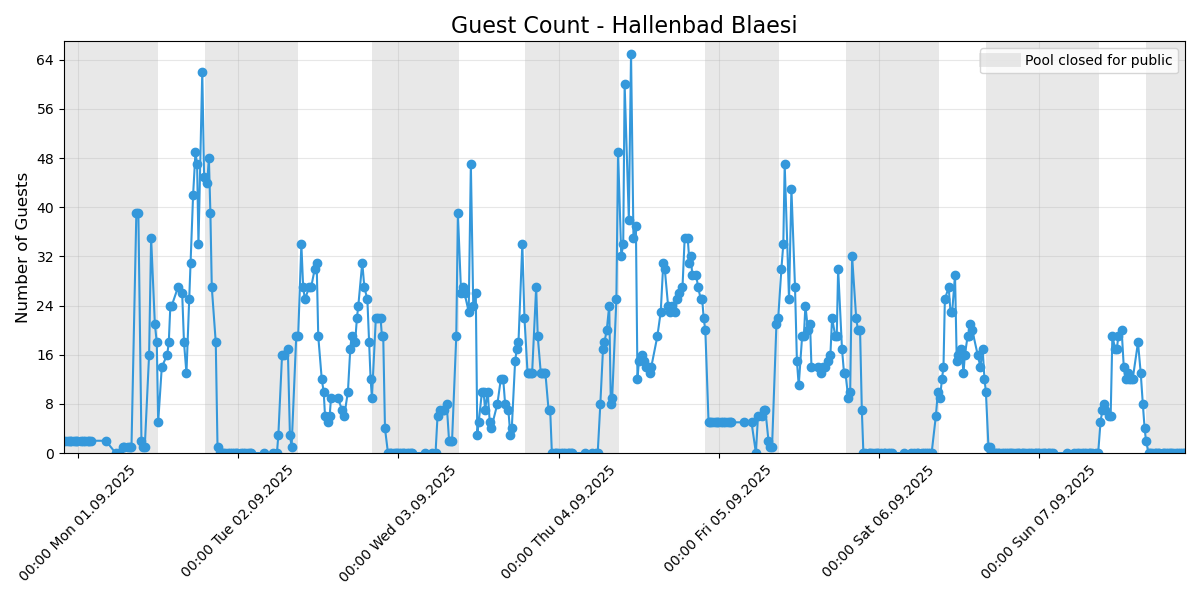 Guest Count - Hallenbad Blaesi
Pool closed for public
Number of Guests
64
56
48
40
32
24
16
8
0
00:00 Mon 01.09.2025
00:00 Tue 02.09.2025
00:00 Wed 03.09.2025
00:00 Thu 04.09.2025
00:00 Fri 05.09.2025
00:00 Sat 06.09.2025
00:00 Sun 07.09.2025